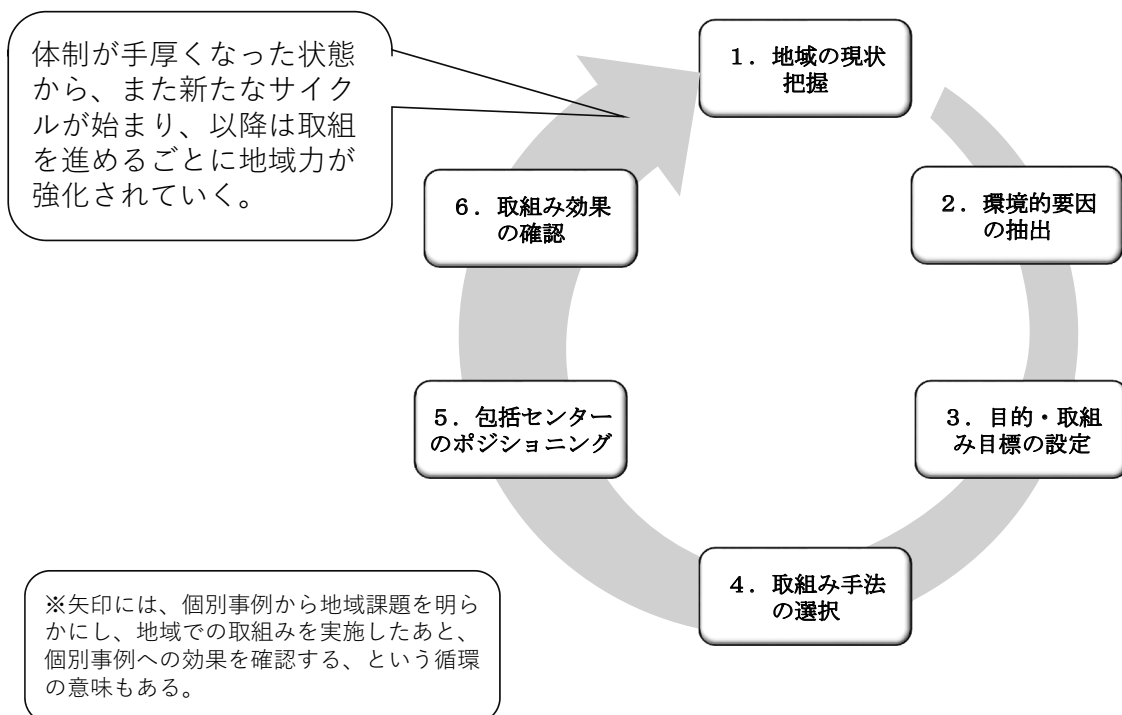 体制が手厚くなった状態
から、また新たなサイク
ルが始まり、以降は取組
を進めるごとに地域力が
強化されていく。
１．地域の現状
把握
２．環境的要因
の抽出
３．目的・取組
み目標の設定
４．取組み手法
の選択
５．包括センター
のポジショニング
６．取組み効果
の確認
※矢印には、個別事例から地域課題を明ら
かにし、地域での取組みを実施したあと、
個別事例への効果を確認する、という循環
の意味もある。